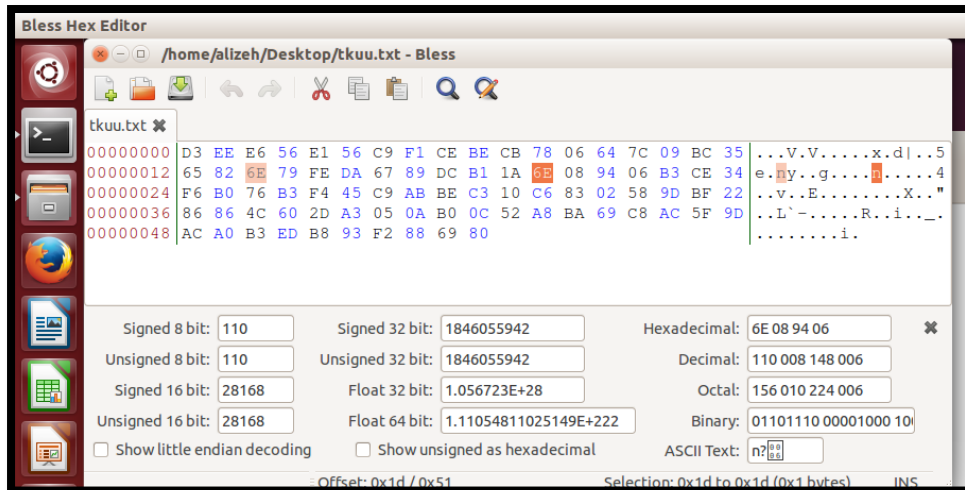 Bless Hex Editor
/home/alizeh/Desktop/tkuu.txt - Bless
tkuu.txt
00000000 D3 EE E6 56 E1 56 C9 F1 CE BE CB 78 06 64 7C 09 BC 35 ...V.V.....x.d|..5
00000012 65 82 6E 79 FE DA 67 89 DC B1 1A 6E 08 94 06 B3 CE 34 e.ny..g....n.....4
00000024 F6 B0 76 B3 F4 45 C9 AB BE C3 10 C6 83 02 58 9D BF 22 ..v..E........X.."
00000036 86 86 4C 60 2D A3 05 0A B0 0C 52 A8 BA 69 C8 AC 5F 9D ..L`-.....R..i.._.
00000048 AC A0 B3 ED B8 93 F2 88 69 80 ........i.
Signed 8 bit: 110 Signed 32 bit: 1846055942 Hexadecimal: 6E 08 94 06
Unsigned 8 bit: 110 Unsigned 32 bit: 1846055942 Decimal: 110 008 148 006
Signed 16 bit: 28168 Float 32 bit: 1.056723E+28 Octal: 156 010 224 006
Unsigned 16 bit: 28168 Float 64 bit: 1.11054811025149E+222 Binary: 01101110 00001000 10
Show little endian decoding Show unsigned as hexadecimal ASCII Text: n?
Offset: 0x1d / 0x51 Selection: 0x1d to 0x1d (0x1 bytes) INS